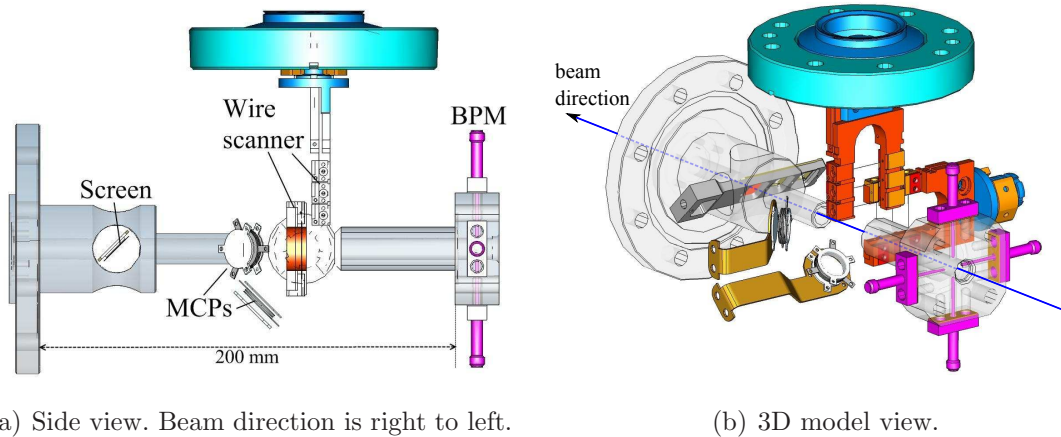 Wire
scanner
BPM
Screen
MCPs
200 mm
beam
direction
a) Side view. Beam direction is right to left.
(b) 3D model view.